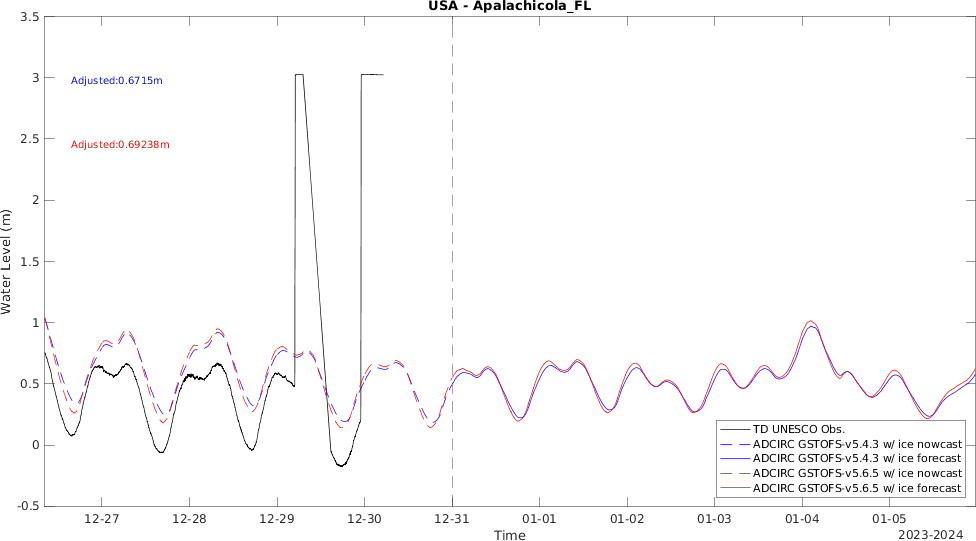 USA - Apalachicola_FL
3.5
3
2.5
2
1.5
1
0.5
0
-0.5
Water Level (m)
Adjusted:0.6715m
Adjusted:0.69238m
TD UNESCO Obs.
ADCIRC GSTOFS-v5.4.3 w/ ice nowcast
ADCIRC GSTOFS-v5.4.3 w/ ice forecast
ADCIRC GSTOFS-v5.6.5 w/ ice nowcast
ADCIRC GSTOFS-v5.6.5 w/ ice forecast
12-27 12-28 12-29 12-30 12-31 01-01 01-02 01-03 01-04 01-05
Time
2023-2024